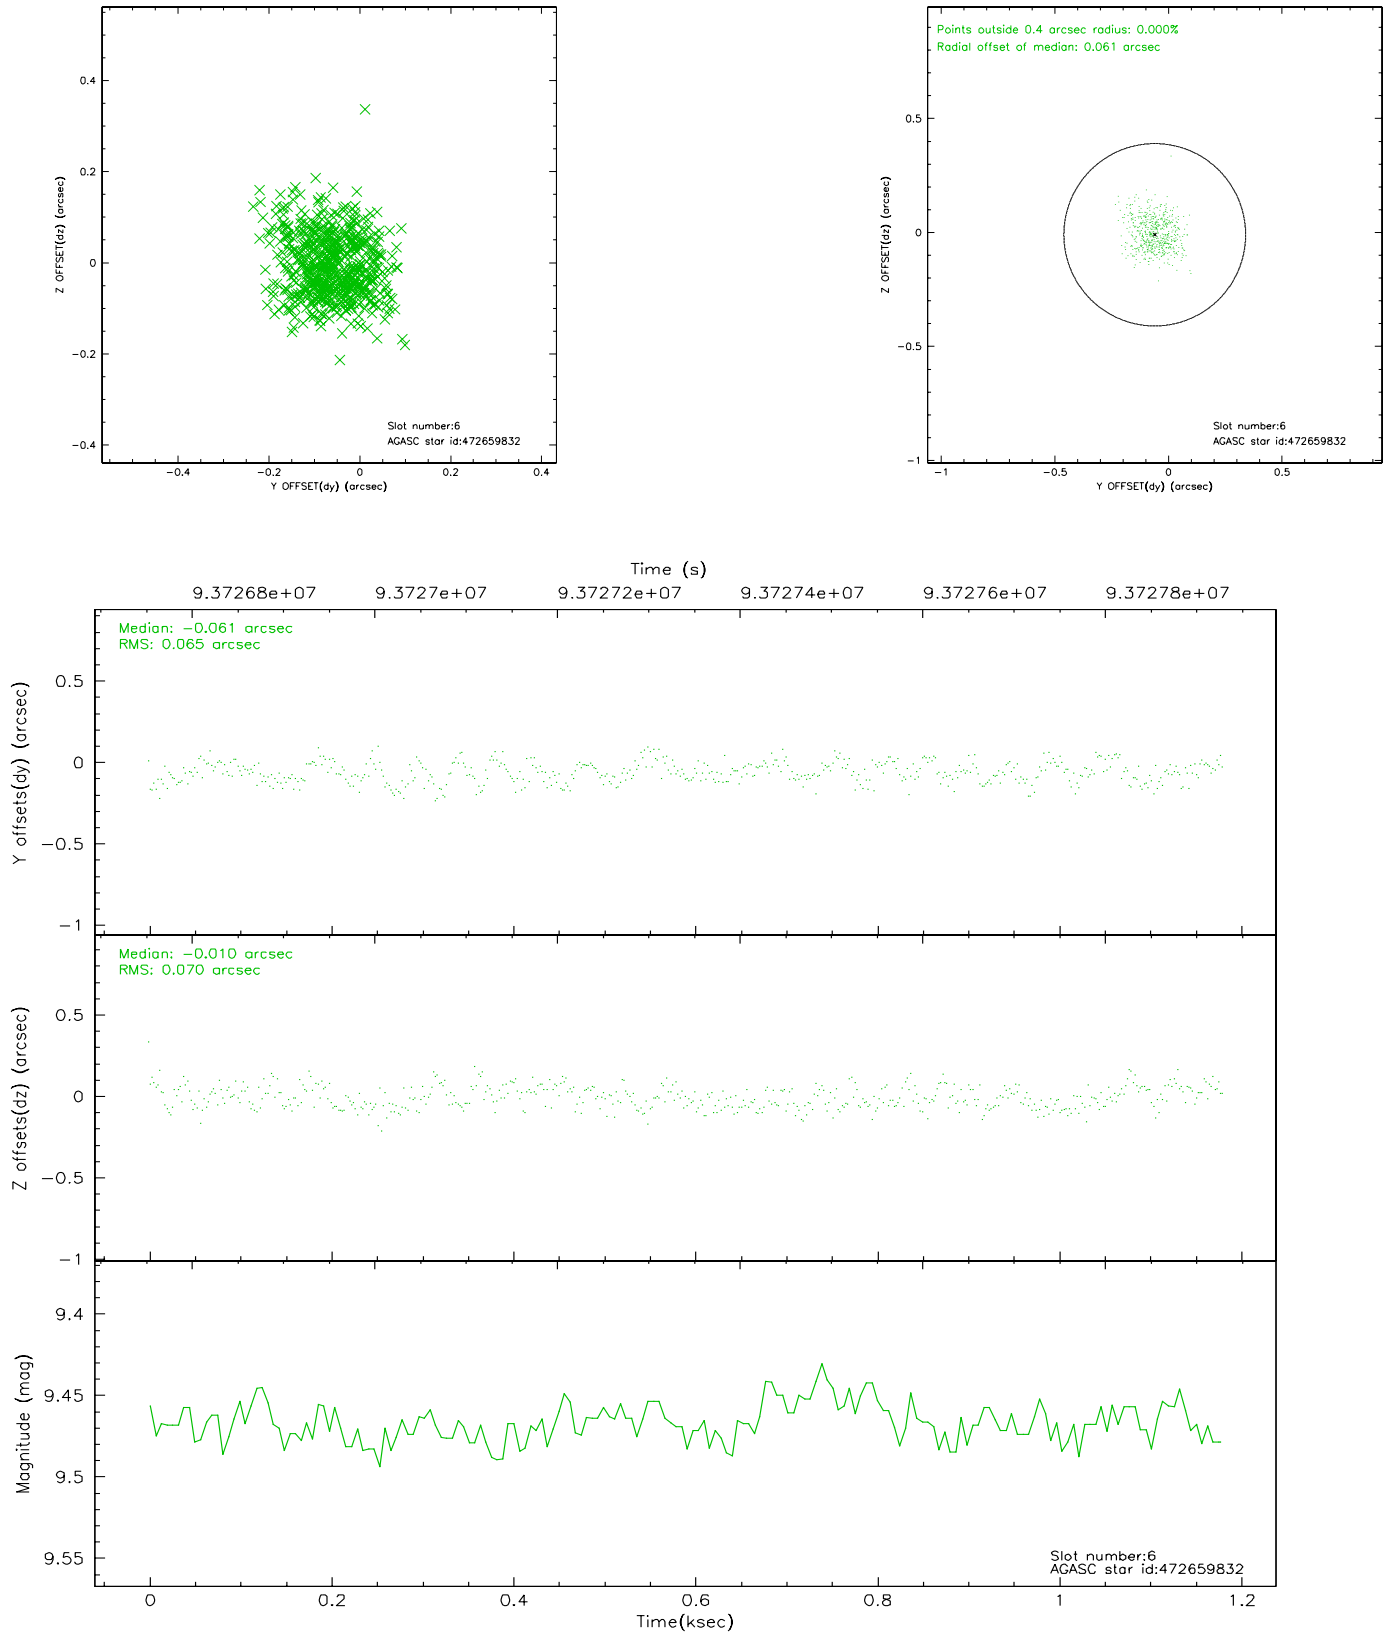 Points outside 0.4 arcsec radius: 0.000%
Radial offset of median: 0.061 arcsec
0.4
0.2
0
−0.2
−0.4
Z OFFSET(dz) (arcsec)
Slot number:6
AGASC star id:472659832
−0.4
−0.2
0
0.2
0.4
Y OFFSET(dy) (arcsec)
0.5
0
−0.5
−1
Z OFFSET(dz) (arcsec)
Slot number:6
AGASC star id:472659832
−1
−0.5
0
0.5
Y OFFSET(dy) (arcsec)
Time (s)
9.37268e+07
9.3727e+07
9.37272e+07
9.37274e+07
9.37276e+07
9.37278e+07
Median: −0.061 arcsec
RMS: 0.065 arcsec
0.5
0
−0.5
−1
Y offsets(dy) (arcsec)
Median: −0.010 arcsec
RMS: 0.070 arcsec
0.5
0
−0.5
−1
Z offsets(dz) (arcsec)
9.4
9.45
9.5
9.55
Magnitude (mag)
Slot number:6
AGASC star id:472659832
0
0.2
0.4
0.6
0.8
1
1.2
Time(ksec)